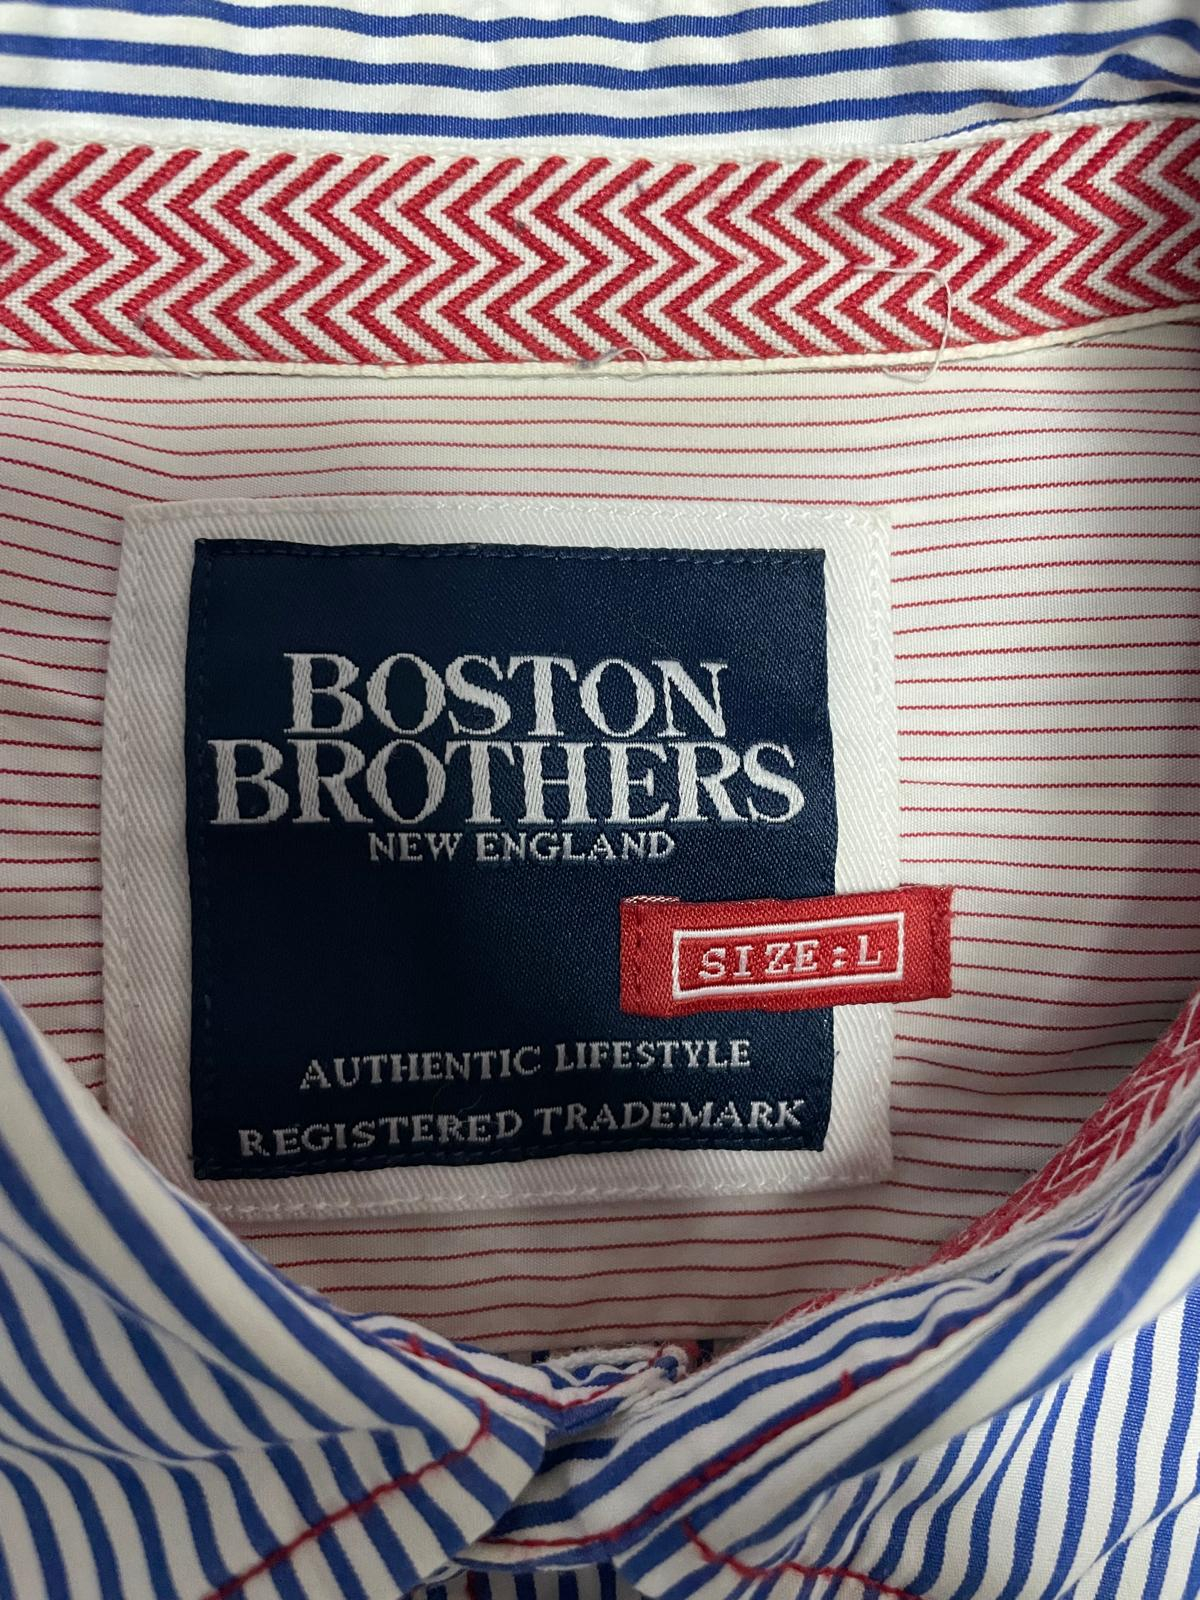 BOSTON
BROTHERS
NEW ENGLAND
SIZE:L
AUTHENTIC LIFESTYLE
REGISTERED TRADEMARK